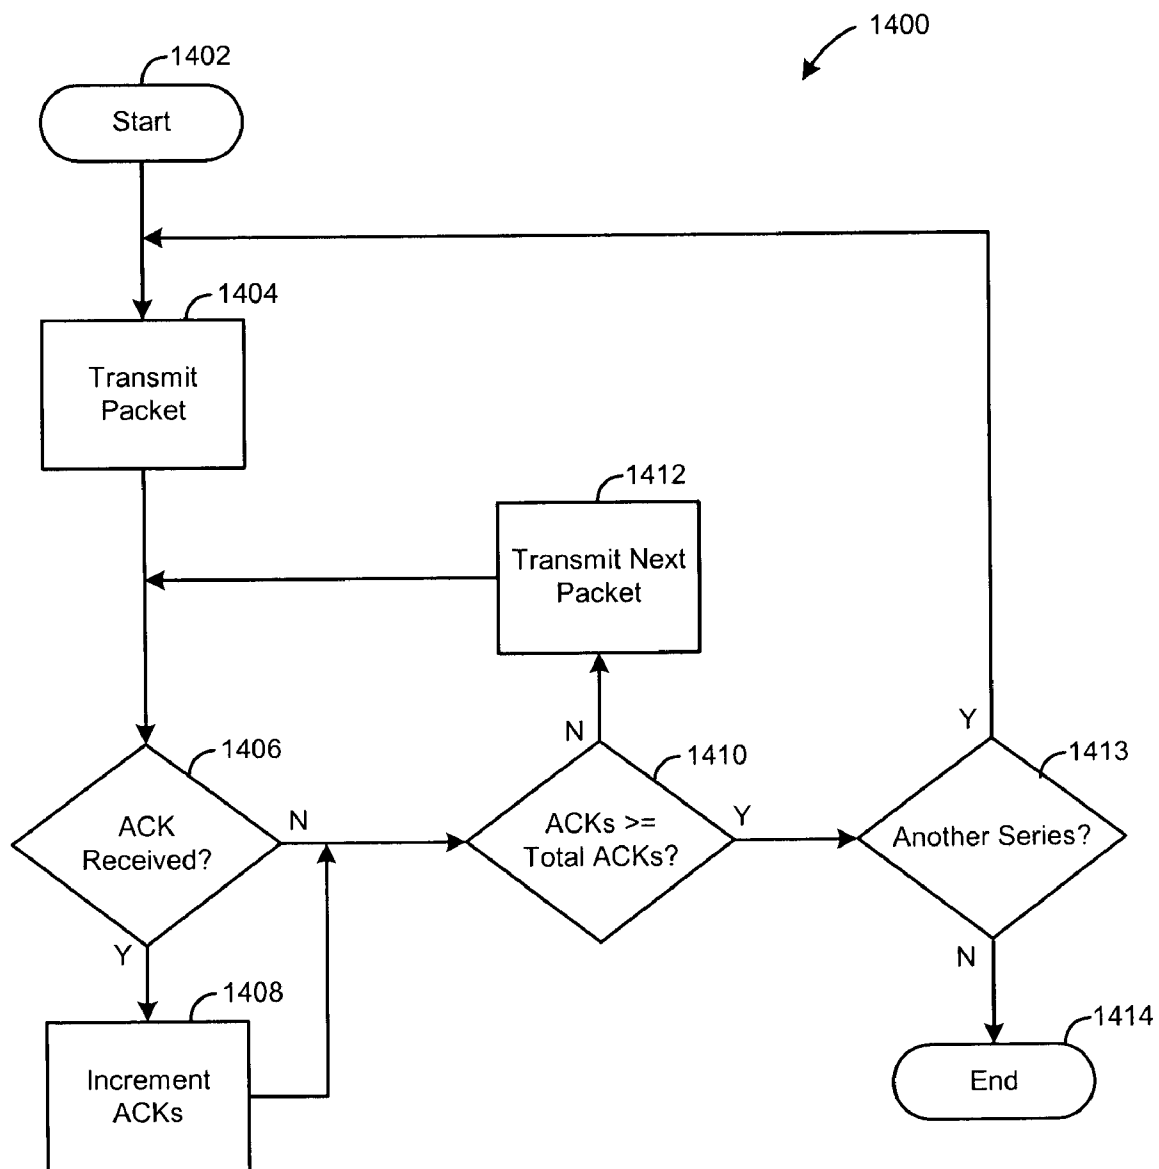 1400
1402
Start
1404
Transmit
Packet
1412
Transmit Next
Packet
1406
ACK
Received?
N
Y
1410
ACKs >=
Total ACKs?
N
Y
1413
Another Series?
Y
N
1408
Increment
ACKs
1414
End